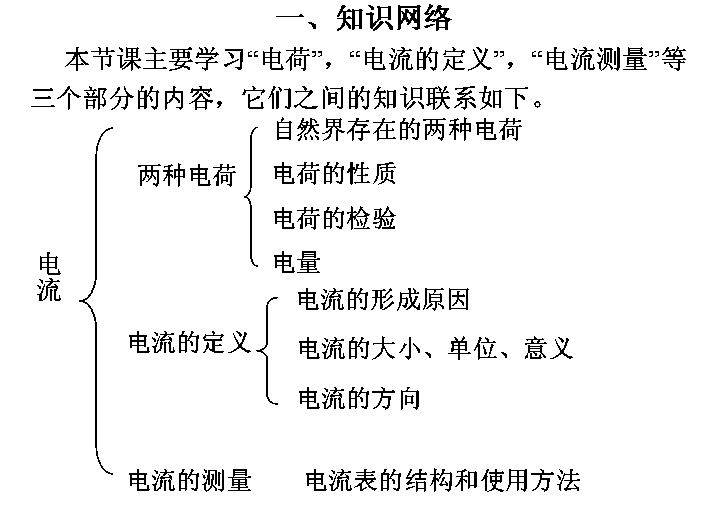 一、知识网络
本节课主要学习“电荷”，“电流的定义”，“电流测量”等
三个部分的内容，它们之间的知识联系如下。
电流
两种电荷
自然界存在的两种电荷
电荷的性质
电荷的检验
电量
电流的定义
电流的形成原因
电流的大小、单位、意义
电流的方向
电流的测量
电流表的结构和使用方法